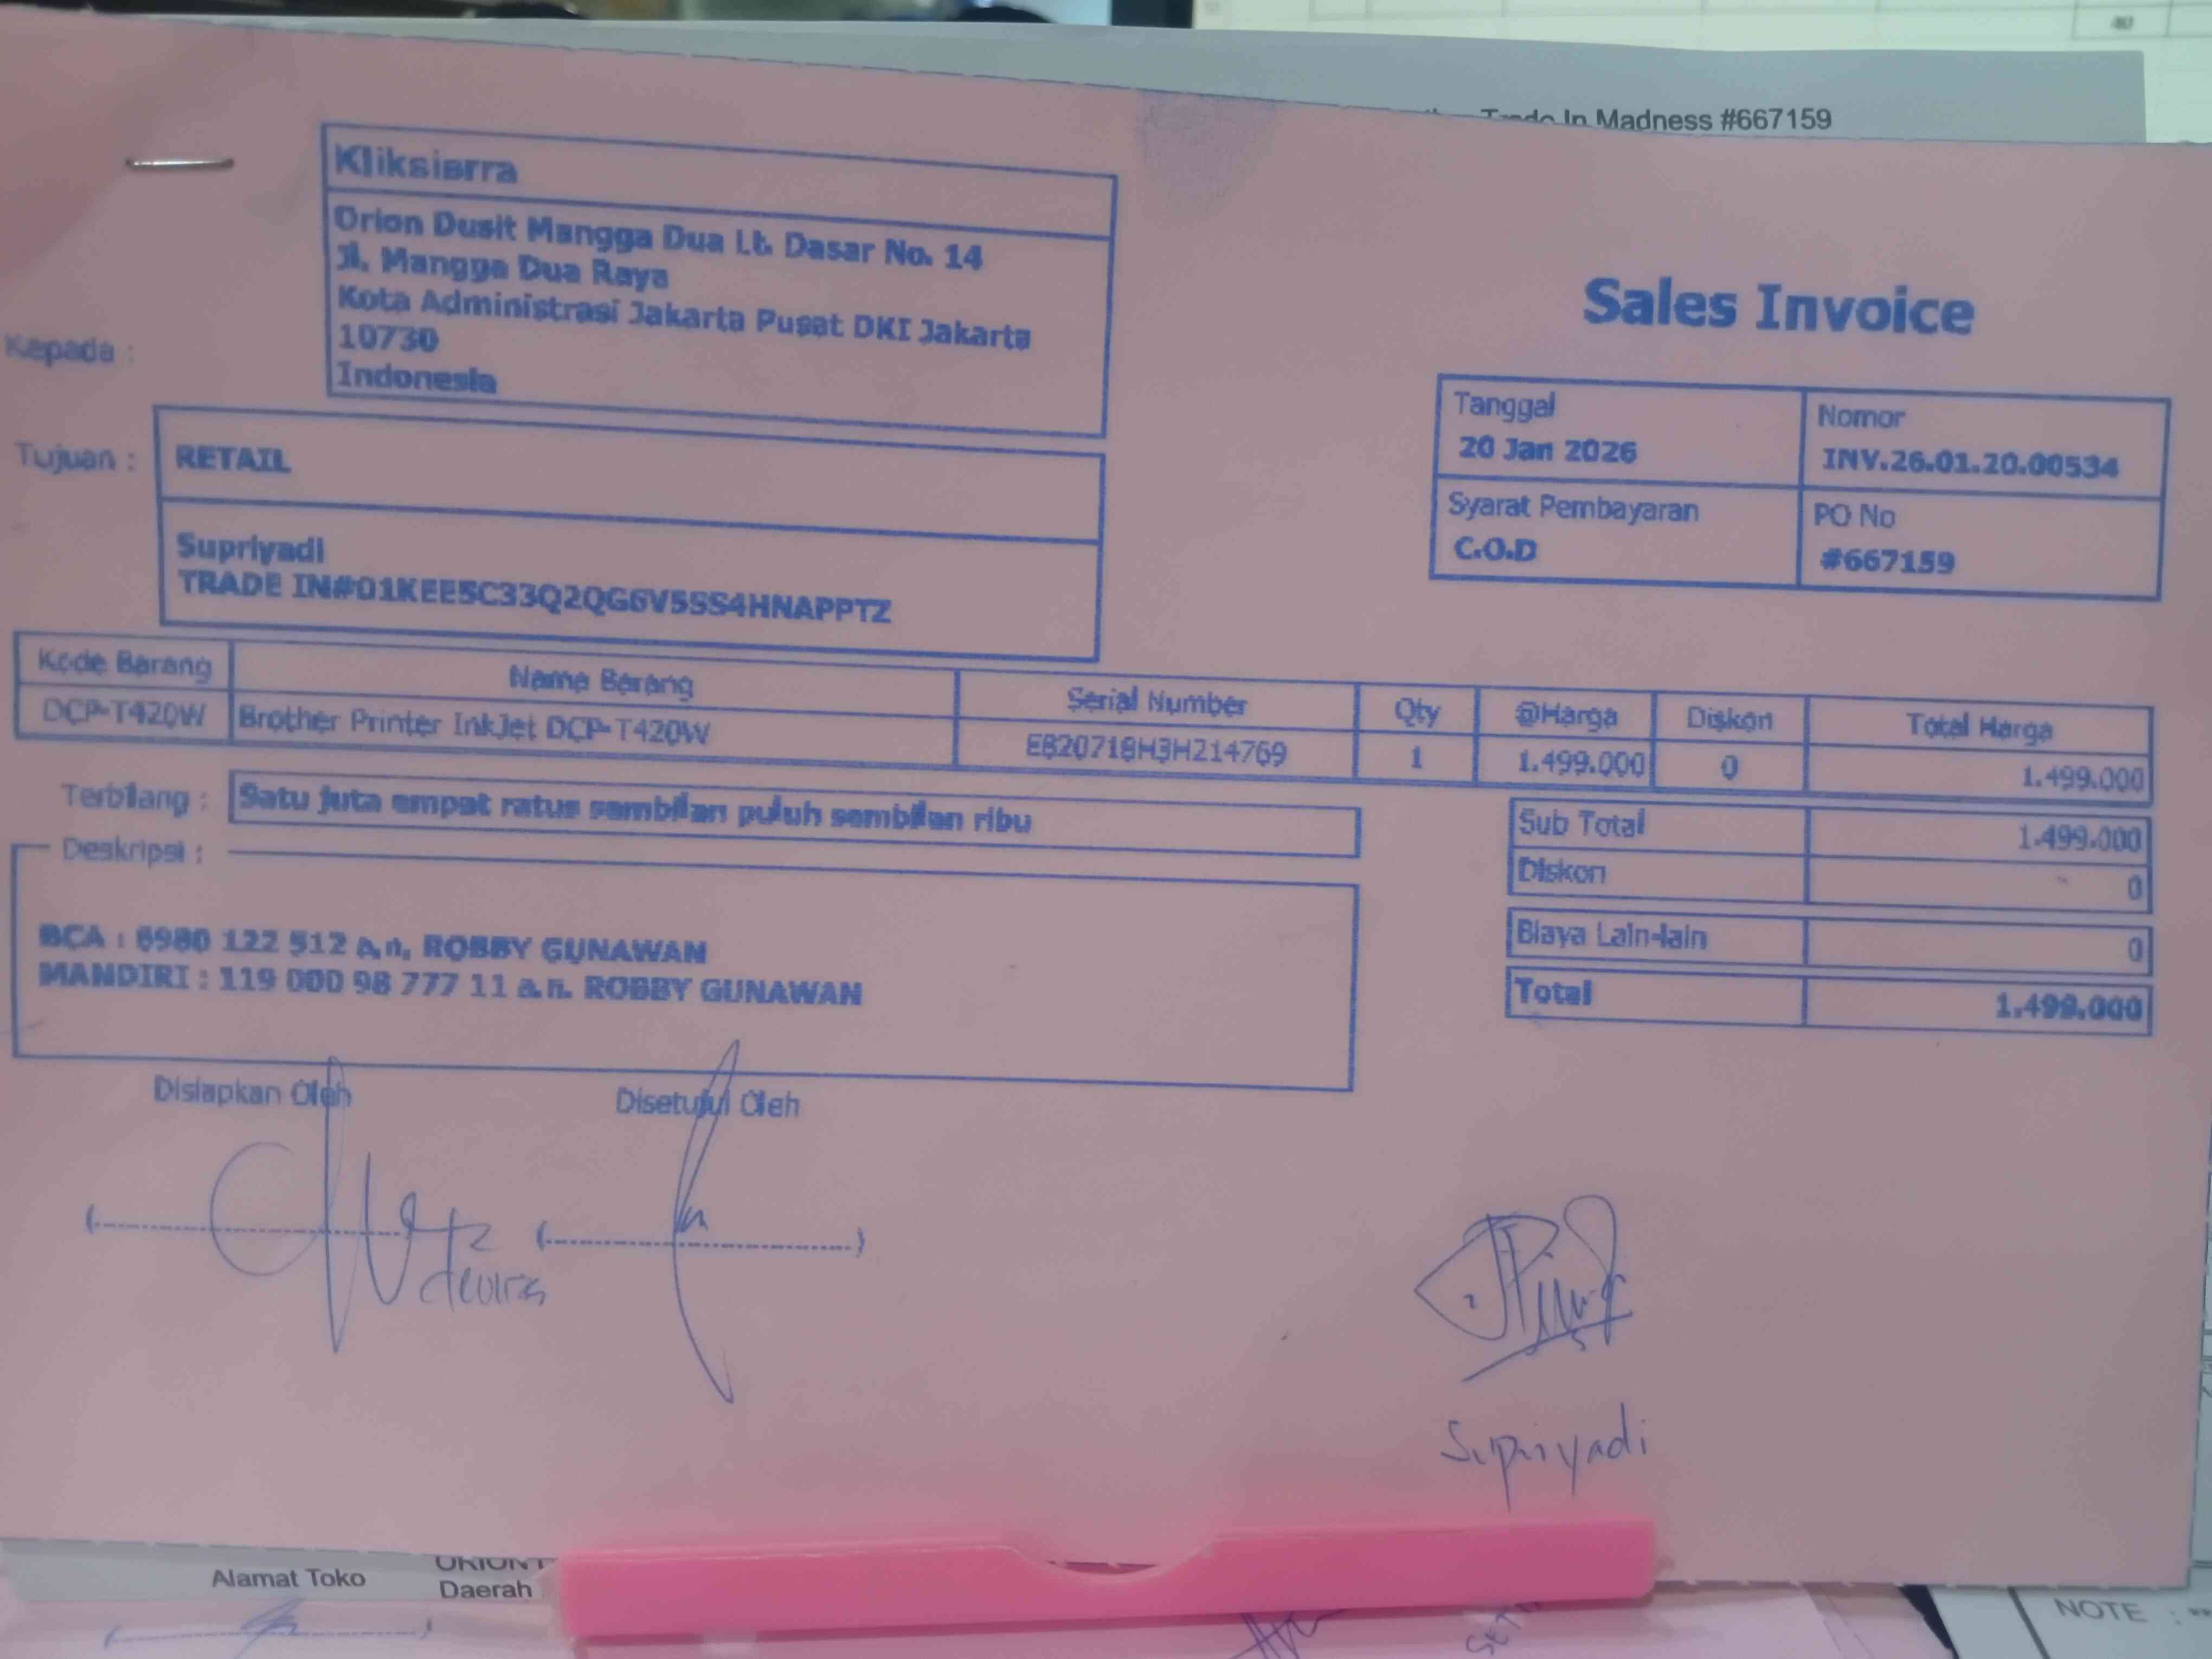 Trade In Madness #667159
Kliksierra
Orion Dusit Mangga Dua Lt. Dasar No. 14
Jl. Mangga Dua Raya
Kota Administrasi Jakarta Pusat DKI Jakarta
10730
Indonesia
Kepada :
Sales Invoice
Tanggal
20 Jan 2026
Nomor
INV.26.01.20.00534
Syarat Pembayaran
C.O.D
PO No
#667159
Tujuan :
RETAIL
Supriyadi
TRADE IN#01KEE5C33Q2QG6V5SS4HNAPPTZ
Kode Barang Nama Barang Serial Number Qty @Harga Diskon Total Harga
DCP-T420W Brother Printer InkJet DCP-T420W E820718H3H214769 1 1.499.000 0 1.499.000
Terbilang : Satu juta empat ratus sembilan puluh sembilan ribu
Sub Total 1.499.000
Diskon 0
Biaya Lain-lain 0
Total 1.499.000
Deskripsi :
BCA : 6980 122 512 a.n. ROBBY GUNAWAN
MANDIRI : 119 000 98 777 11 a.n. ROBBY GUNAWAN
Disiapkan Oleh Disetujui Oleh
Supriyadi
Alamat Toko
Daerah
NOTE :